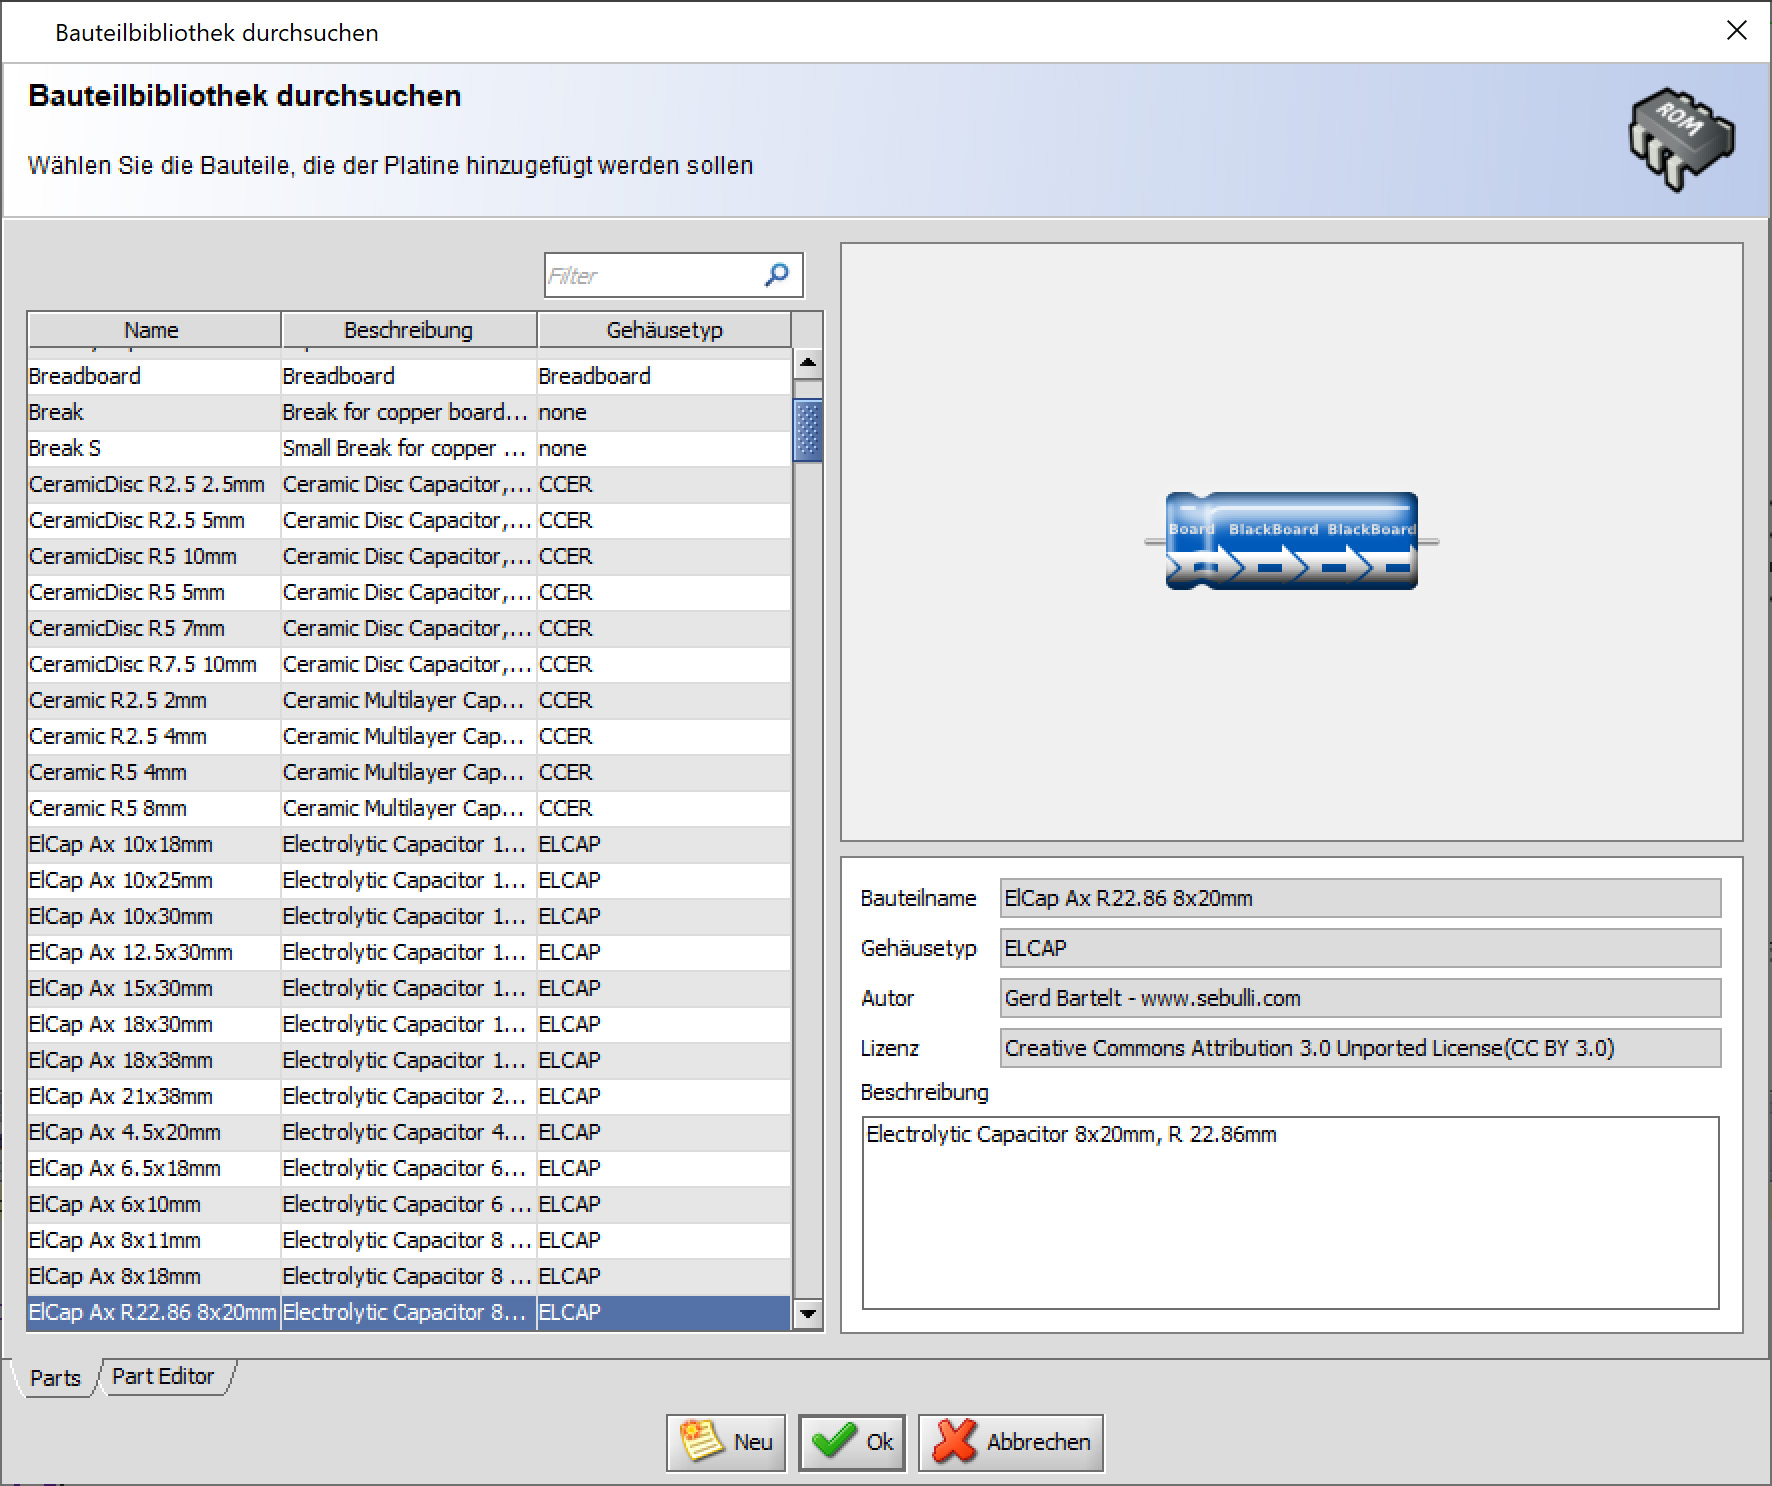 Bauteilbibliothek durchsuchen
Bauteilbibliothek durchsuchen
Wählen Sie die Bauteile, die der Platine hinzugefügt werden sollen
ROM
Filter
Name Beschreibung Gehäusetyp
Breadboard Breadboard Breadboard
Break Break for copper board... none
Break S Small Break for copper ... none
CeramicDisc R2.5 2.5mm Ceramic Disc Capacitor,... CCER
CeramicDisc R2.5 5mm Ceramic Disc Capacitor,... CCER
CeramicDisc R5 10mm Ceramic Disc Capacitor,... CCER
CeramicDisc R5 5mm Ceramic Disc Capacitor,... CCER
CeramicDisc R5 7mm Ceramic Disc Capacitor,... CCER
CeramicDisc R7.5 10mm Ceramic Disc Capacitor,... CCER
Ceramic R2.5 2mm Ceramic Multilayer Cap... CCER
Ceramic R2.5 4mm Ceramic Multilayer Cap... CCER
Ceramic R5 4mm Ceramic Multilayer Cap... CCER
Ceramic R5 8mm Ceramic Multilayer Cap... CCER
ElCap Ax 10x18mm Electrolytic Capacitor 1... ELCAP
ElCap Ax 10x25mm Electrolytic Capacitor 1... ELCAP
ElCap Ax 10x30mm Electrolytic Capacitor 1... ELCAP
ElCap Ax 12.5x30mm Electrolytic Capacitor 1... ELCAP
ElCap Ax 15x30mm Electrolytic Capacitor 1... ELCAP
ElCap Ax 18x30mm Electrolytic Capacitor 1... ELCAP
ElCap Ax 18x38mm Electrolytic Capacitor 1... ELCAP
ElCap Ax 21x38mm Electrolytic Capacitor 2... ELCAP
ElCap Ax 4.5x20mm Electrolytic Capacitor 4... ELCAP
ElCap Ax 6.5x18mm Electrolytic Capacitor 6... ELCAP
ElCap Ax 6x10mm Electrolytic Capacitor 6 ... ELCAP
ElCap Ax 8x11mm Electrolytic Capacitor 8 ... ELCAP
ElCap Ax 8x18mm Electrolytic Capacitor 8 ... ELCAP
ElCap Ax R22.86 8x20mm Electrolytic Capacitor 8... ELCAP
Board BlackBoard BlackBoard
Bauteilname ElCap Ax R22.86 8x20mm
Gehäusetyp ELCAP
Autor Gerd Bartelt - www.sebulli.com
Lizenz Creative Commons Attribution 3.0 Unported License(CC BY 3.0)
Beschreibung
Electrolytic Capacitor 8x20mm, R 22.86mm
Parts Part Editor
Neu Ok Abbrechen